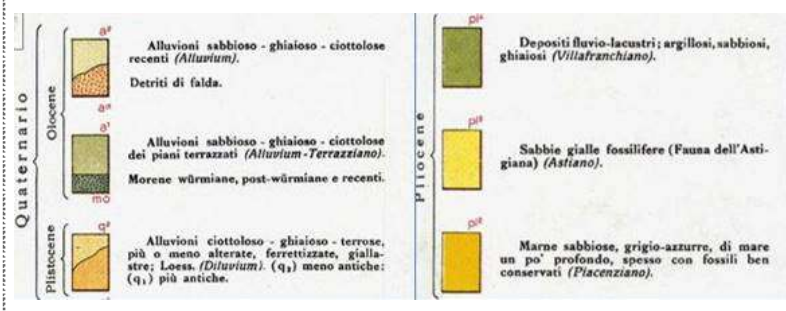 Quaternario
Olocene
a²
Alluvioni sabbioso - ghiaioso - ciottolose
recenti (Alluvium).
Detriti di falda.
a¹
Alluvioni sabbioso - ghiaioso - ciottolose
dei piani terrazzati (Alluvium-Terrazziano).
Morene würmiane, post-würmiane e recenti.
mo
Plistocene
q²
Alluvioni ciottoloso - ghiaioso - terrose,
più o meno alterate, ferrettizzate, gialla-
stre; Loess. (Diluvium). (q₂) meno antiche;
(q₁) più antiche.
Pliocene
Depositi fluvio-lacustri; argillosi, sabbiosi,
ghiaiosi (Villafranchiano).
Sabbie gialle fossilifere (Fauna dell'Asti-
giana) (Astiano).
Marne sabbiose, grigio-azzurre, di mare
un po' profondo, spesso con fossili ben
conservati (Piacenziano).